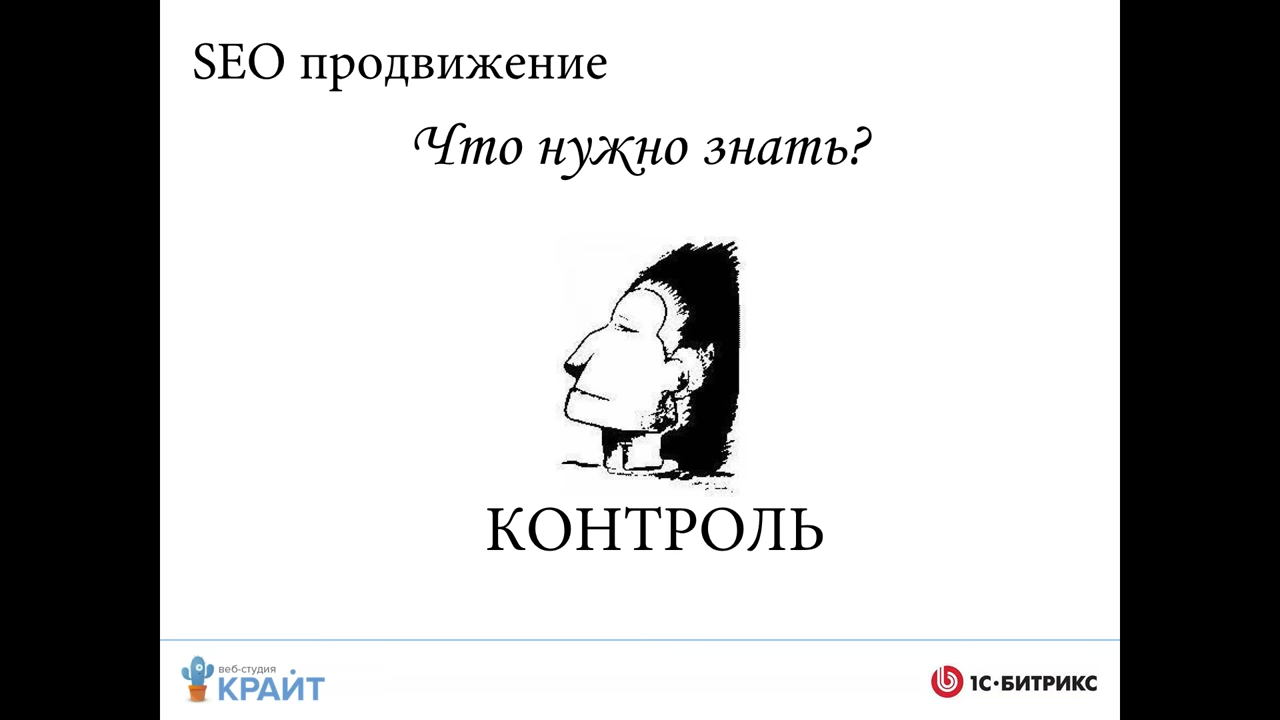 SEO продвижение
Что нужно знать?
КОНТРОЛЬ
веб-студия
КРАЙТ
1С·БИТРИКС